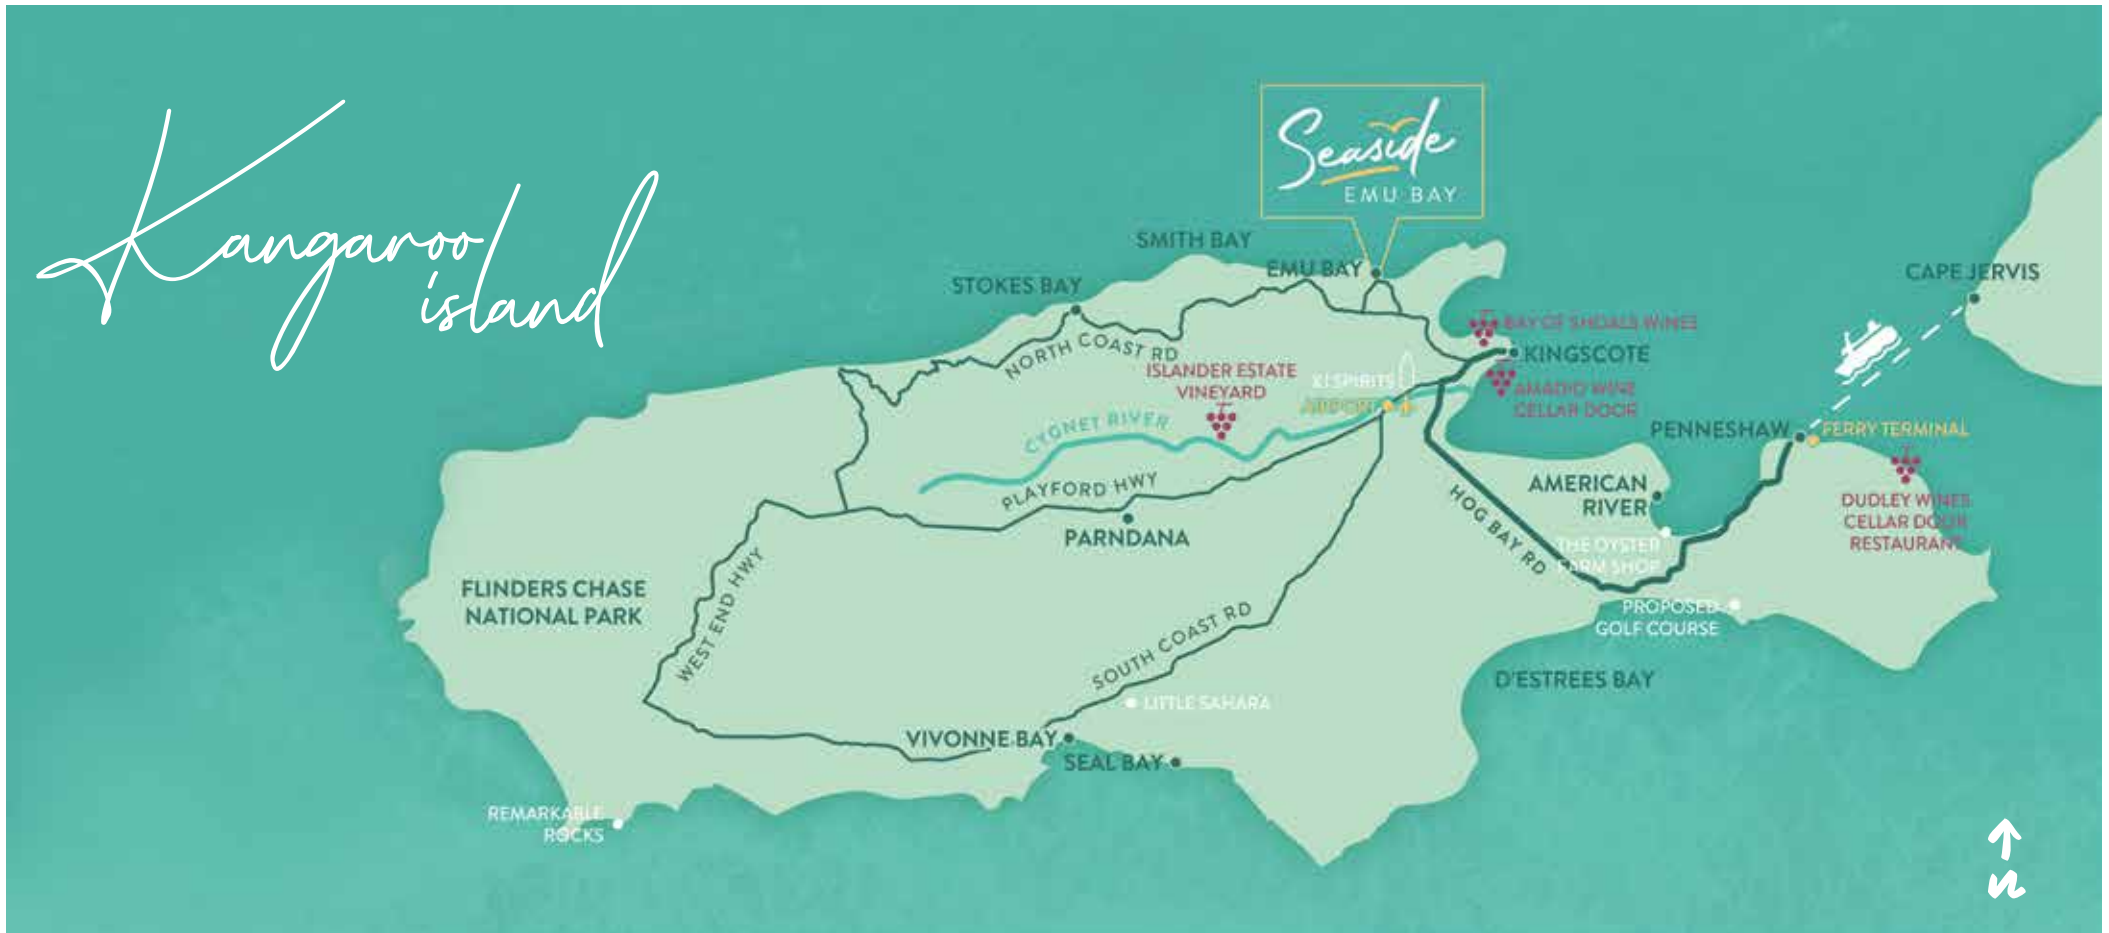 Kangaroo
island
Seaside
EMU BAY
SMITH BAY
EMU BAY
STOKES BAY
CAPE JERVIS
BAY OF SHOALS WINES
NORTH COAST RD
KINGSCOTE
ISLANDER ESTATE
VINEYARD
KI SPIRITS
AIRPORT
AMADIO WINE
CELLAR DOOR
CYGNET RIVER
PENNESHAW
FERRY TERMINAL
PLAYFORD HWY
AMERICAN
RIVER
HOG BAY RD
DUDLEY WINES
CELLAR DOOR
RESTAURANT
PARNDANA
THE OYSTER
FARM SHOP
FLINDERS CHASE
NATIONAL PARK
WEST END HWY
PROPOSED
GOLF COURSE
SOUTH COAST RD
D'ESTREES BAY
LITTLE SAHARA
VIVONNE BAY
SEAL BAY
REMARKABLE
ROCKS
n